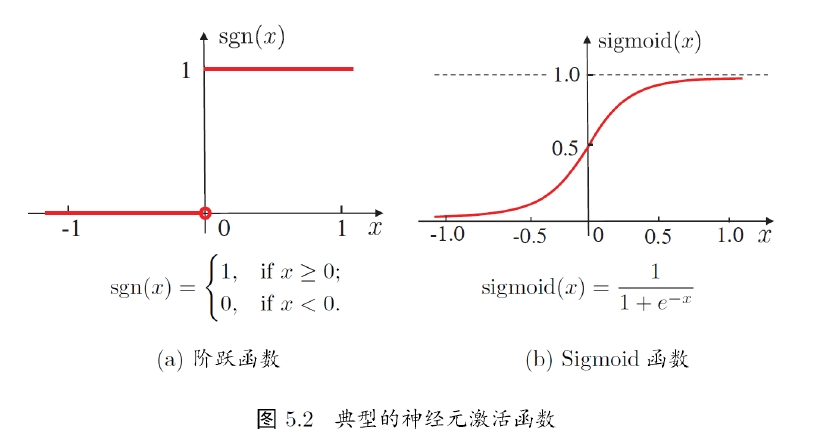 sgn(x)
1
-1
0
1
x
sgn(x) = { 1, if x ≥ 0;
0, if x < 0.
(a) 阶跃函数
sigmoid(x)
1.0
0.5
-1.0
-0.5
0
0.5
1.0
x
sigmoid(x) = 1 / (1 + e^{-x})
(b) Sigmoid 函数
图 5.2 典型的神经元激活函数